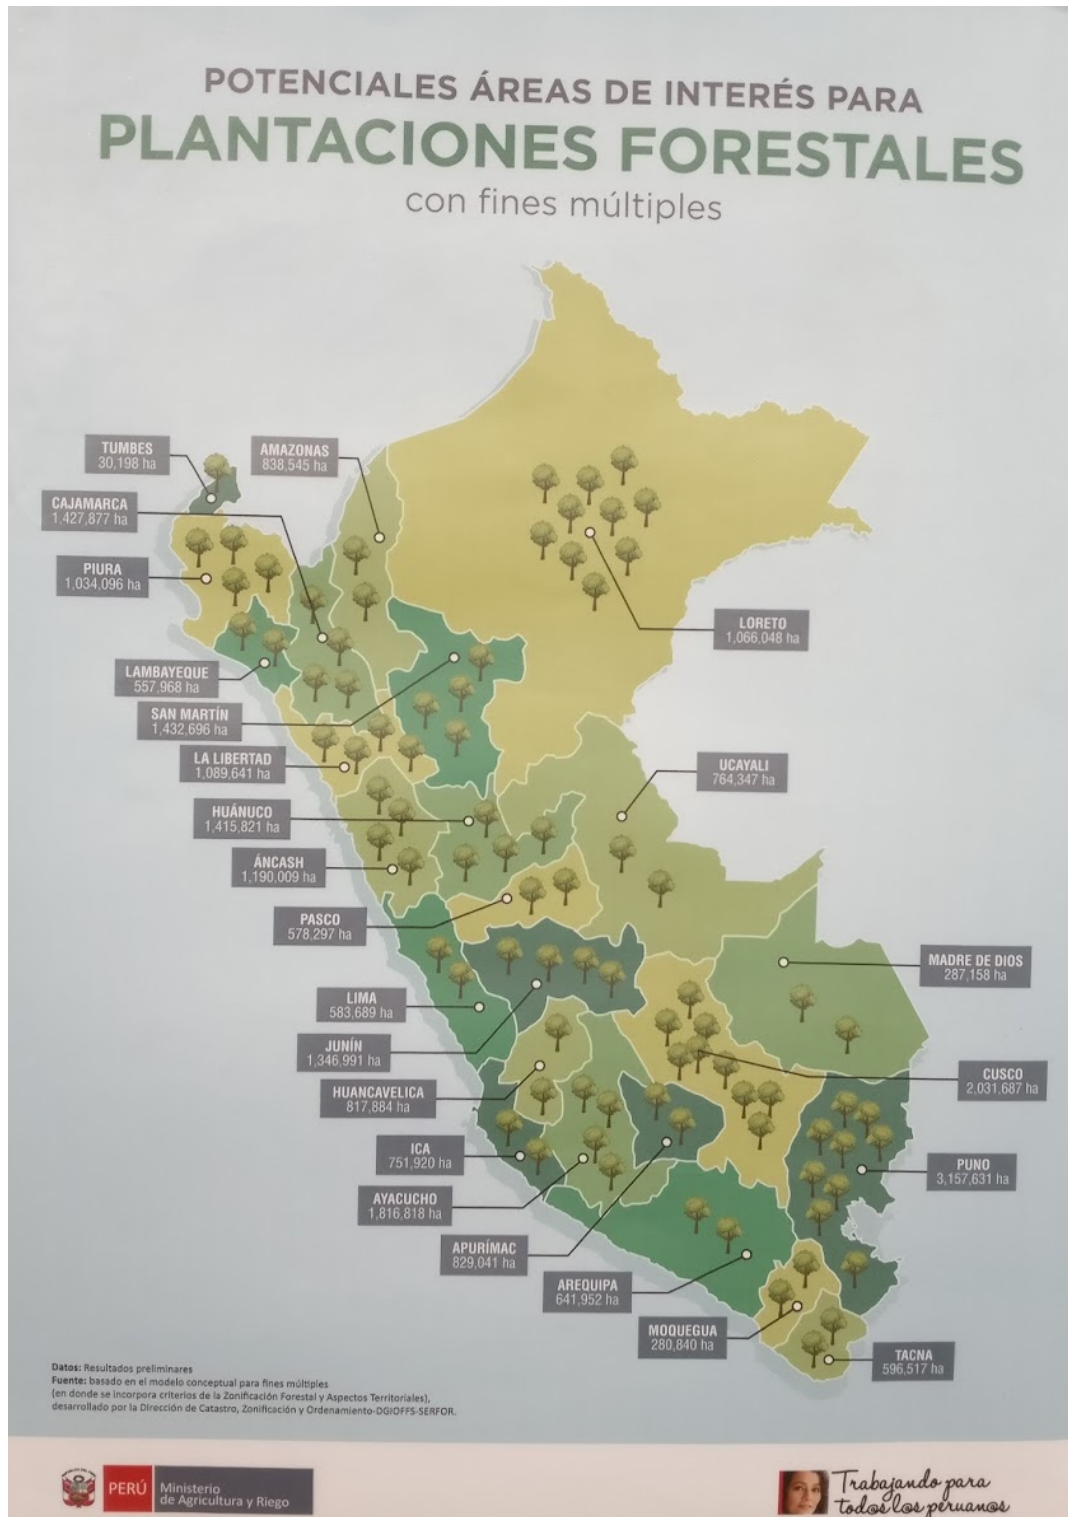 POTENCIALES ÁREAS DE INTERÉS PARA
PLANTACIONES FORESTALES
con fines múltiples
TUMBES
30,198 ha
AMAZONAS
838,545 ha
CAJAMARCA
1,427,877 ha
PIURA
1,034,096 ha
LORETO
1,066,048 ha
LAMBAYEQUE
557,968 ha
SAN MARTÍN
1,432,696 ha
LA LIBERTAD
1,089,641 ha
UCAYALI
764,347 ha
HUÁNUCO
1,415,821 ha
ÁNCASH
1,190,009 ha
PASCO
578,297 ha
MADRE DE DIOS
287,158 ha
LIMA
583,689 ha
JUNÍN
1,346,991 ha
CUSCO
2,031,687 ha
HUANCAVELICA
817,884 ha
ICA
751,920 ha
PUNO
3,157,631 ha
AYACUCHO
1,816,818 ha
APURÍMAC
829,041 ha
AREQUIPA
641,952 ha
MOQUEGUA
280,840 ha
TACNA
596,517 ha
Datos: Resultados preliminares
Fuente: basado en el modelo conceptual para fines múltiples
(en donde se incorpora criterios de la Zonificación Forestal y Aspectos Territoriales),
desarrollado por la Dirección de Catastro, Zonificación y Ordenamiento-DGIOFFS-SERFOR.
PERÚ
Ministerio
de Agricultura y Riego
Trabajando para
todos los peruanos